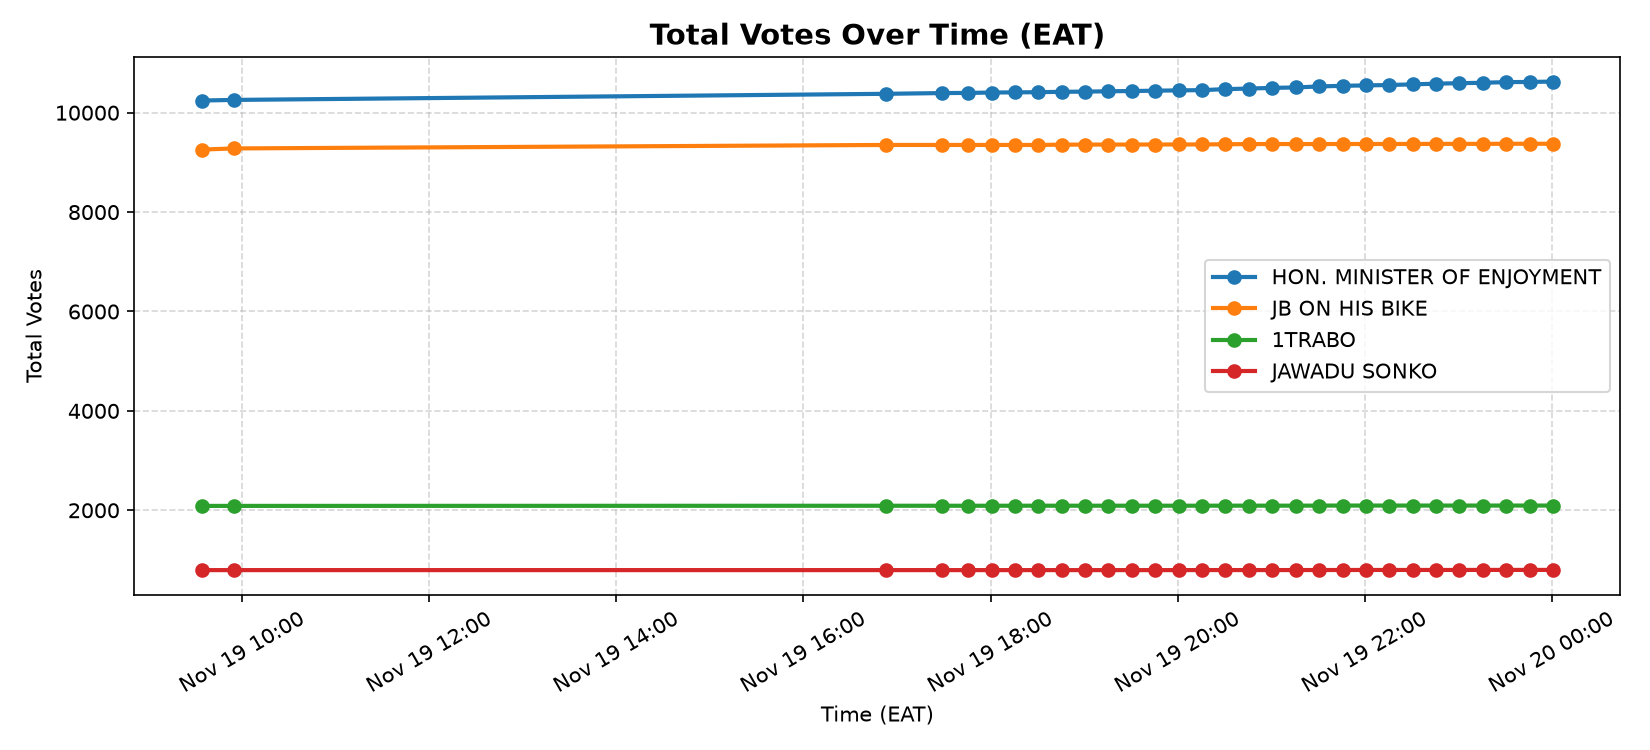 Total Votes Over Time (EAT)
Total Votes
10000
8000
6000
4000
2000
HON. MINISTER OF ENJOYMENT
JB ON HIS BIKE
1TRABO
JAWADU SONKO
Nov 19 10:00
Nov 19 12:00
Nov 19 14:00
Nov 19 16:00
Nov 19 18:00
Nov 19 20:00
Nov 19 22:00
Nov 20 00:00
Time (EAT)